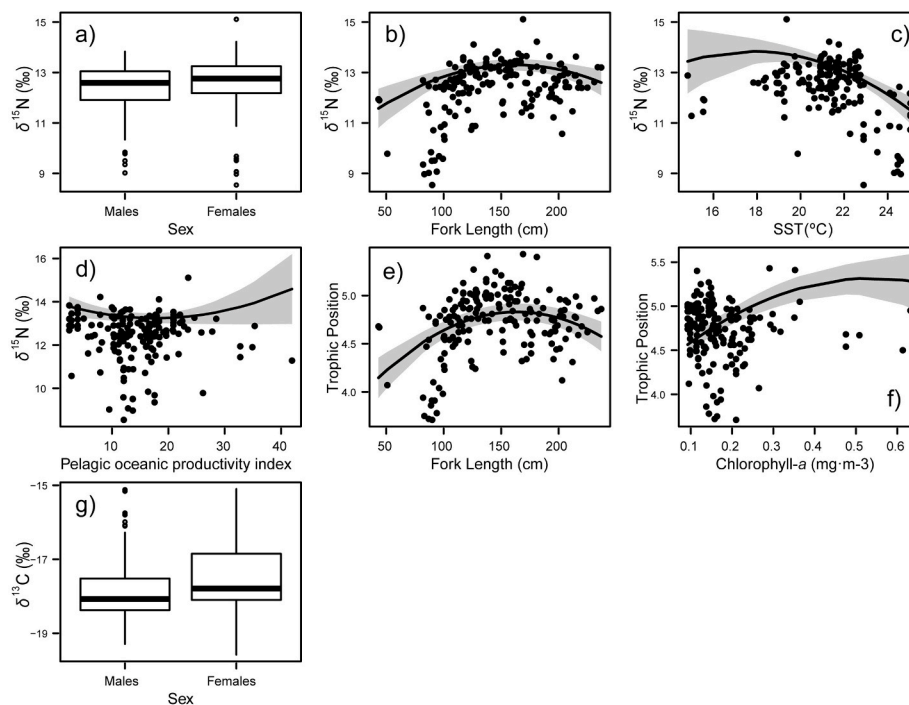 a)
15
13
11
9
δ15N (‰)
Males
Females
Sex
b)
15
13
11
9
δ15N (‰)
50
100
150
200
Fork Length (cm)
c)
15
13
11
9
δ15N (‰)
16
18
20
22
24
SST(ºC)
d)
16
14
12
10
δ15N (‰)
10
20
30
40
Pelagic oceanic productivity index
e)
5.0
4.5
4.0
Trophic Position
50
100
150
200
Fork Length (cm)
f)
5.5
5.0
4.5
4.0
Trophic Position
0.1
0.2
0.3
0.4
0.5
0.6
Chlorophyll-a (mg·m-3)
g)
−15
−17
−19
δ13C (‰)
Males
Females
Sex